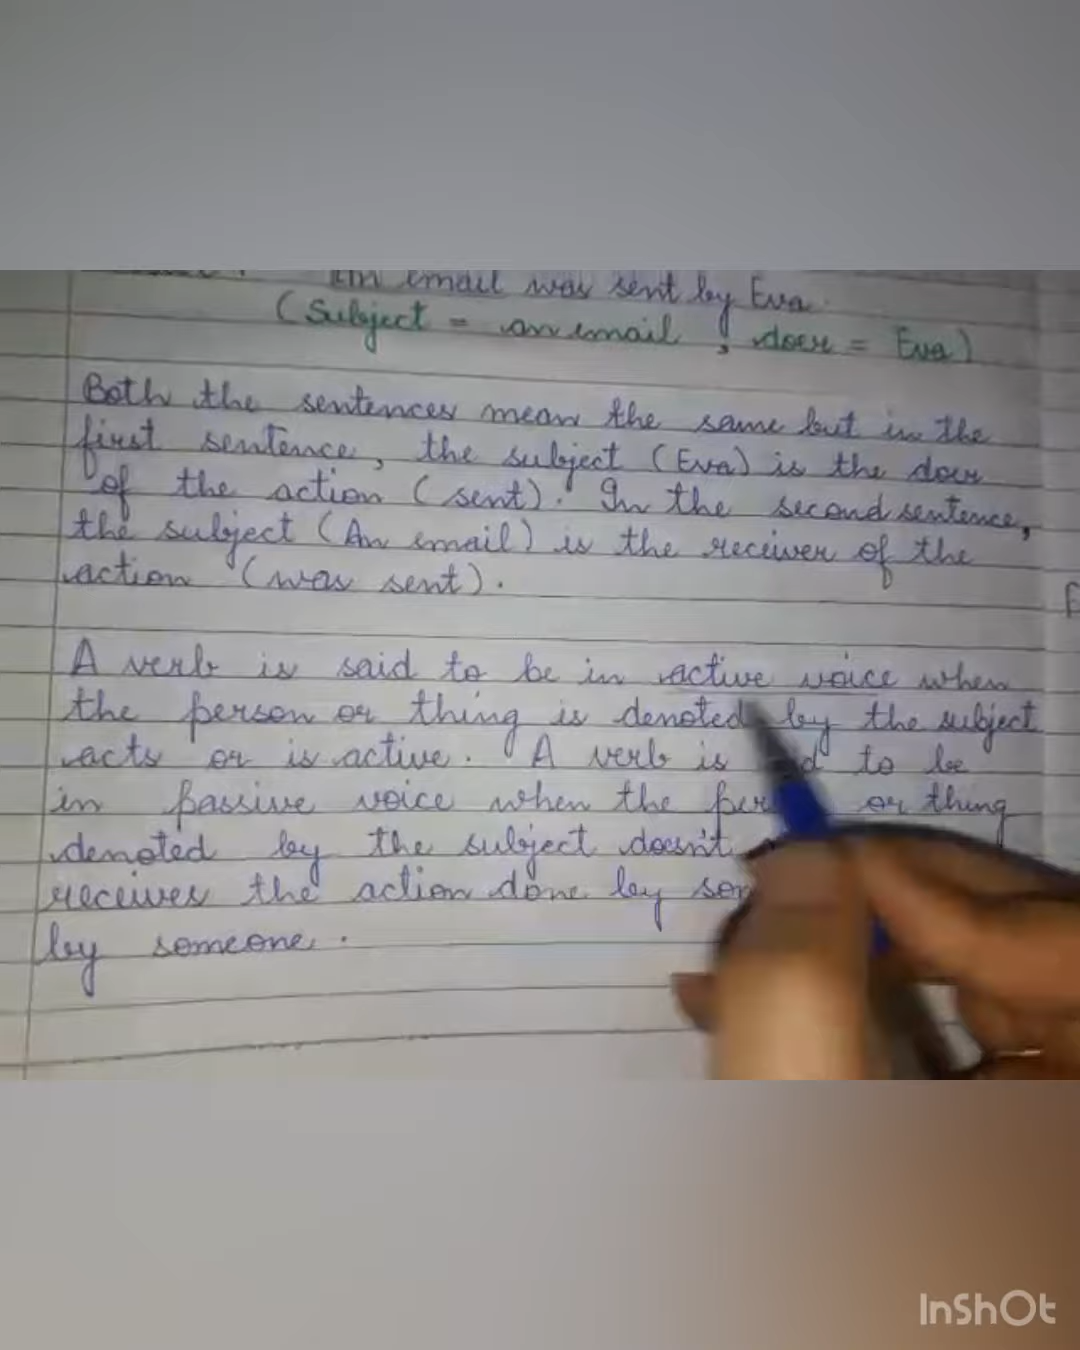 An email was sent by Eva.
(Subject = an email, doer = Eva)
Both the sentences mean the same but in the
first sentence, the subject (Eva) is the doer
of the action (sent). In the second sentence,
the subject (An email) is the receiver of the
action (was sent).
A verb is said to be in active voice when
the person or thing is denoted by the subject
acts or is active. A verb is to be
in passive voice when the or thing
denoted by the subject doesn't
receives the action done by
by someone.
InShOt